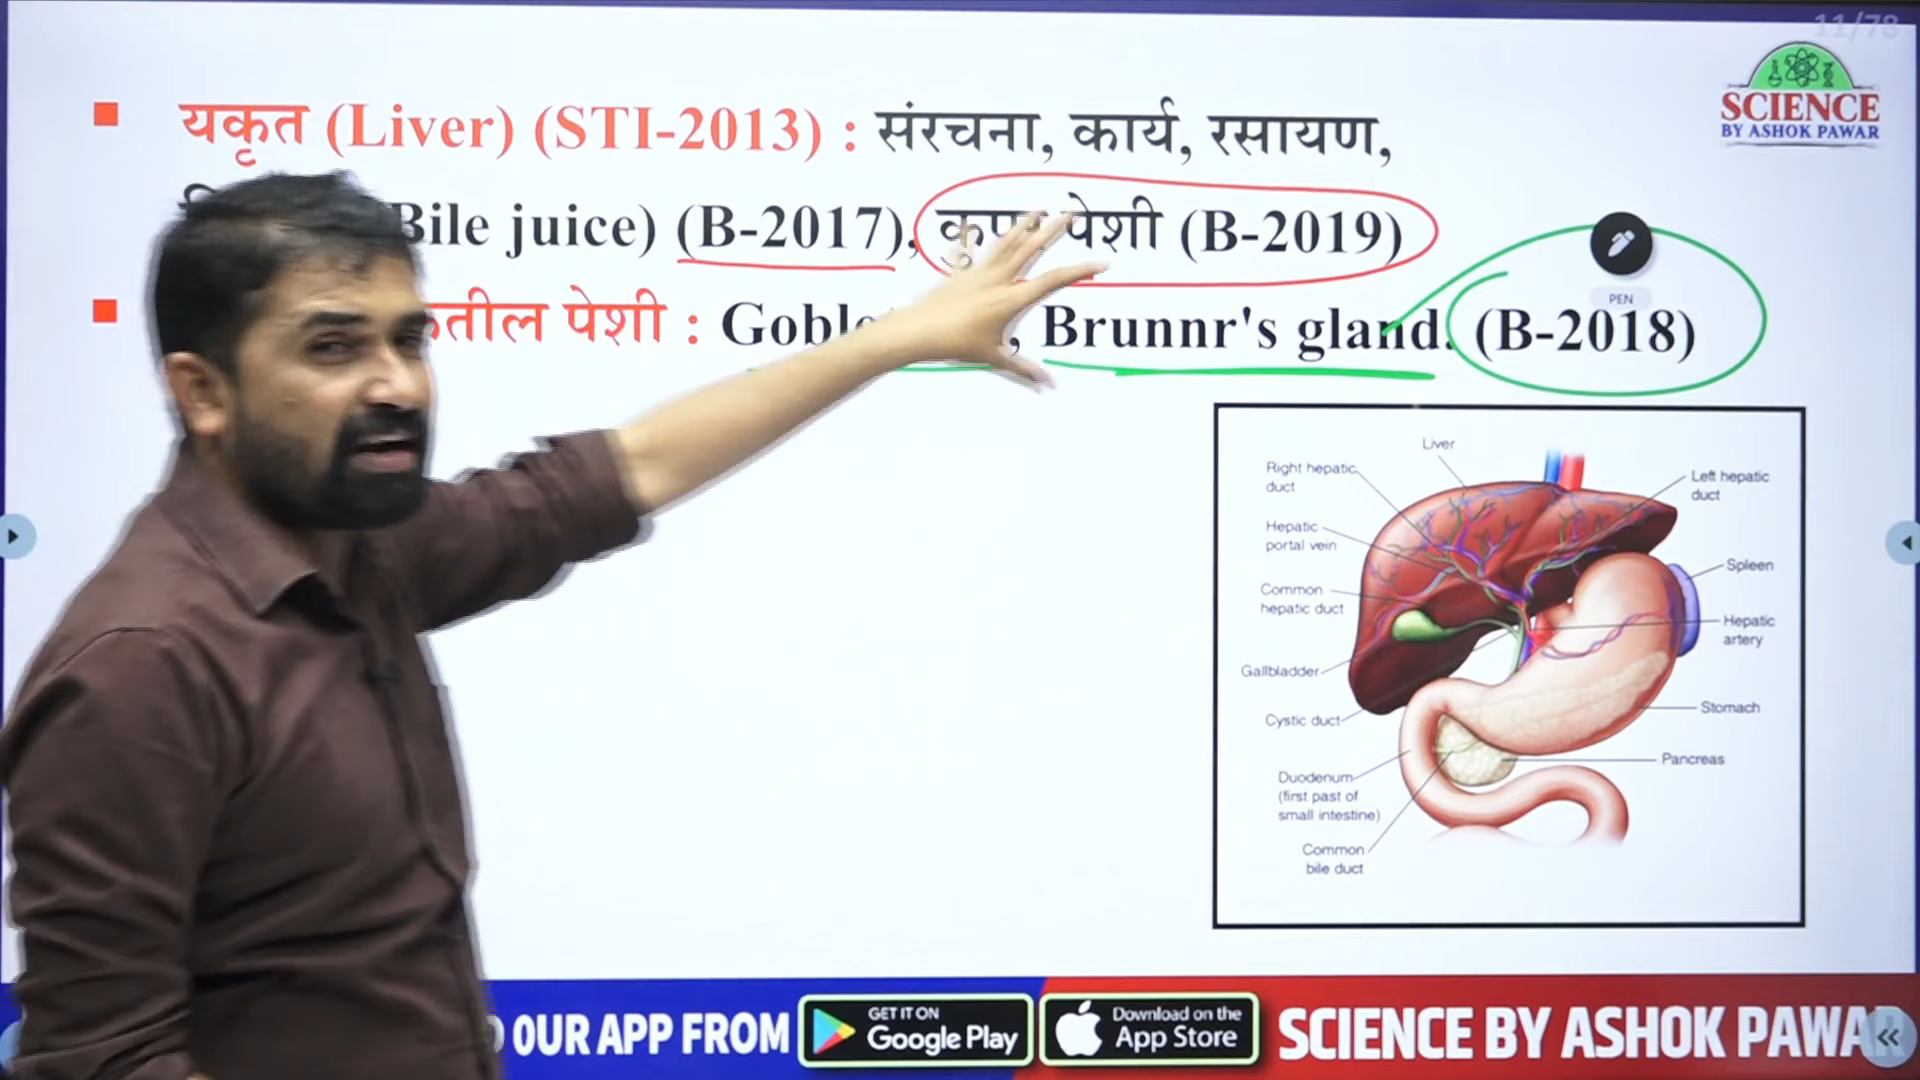 11/78
SCIENCE
BY ASHOK PAWAR
यकृत (Liver) (STI-2013) : संरचना, कार्य, रसायण,
Bile juice) (B-2017), पेशी (B-2019)
पेशी : Brunnr's gland. (B-2018)
PEN
Liver
Right hepatic duct
Left hepatic duct
Hepatic portal vein
Spleen
Common hepatic duct
Hepatic artery
Gallbladder
Stomach
Cystic duct
Pancreas
Duodenum
(first past of
small intestine)
Common
bile duct
OUR APP FROM
GET IT ON
Google Play
Download on the
App Store
SCIENCE BY ASHOK PAWA